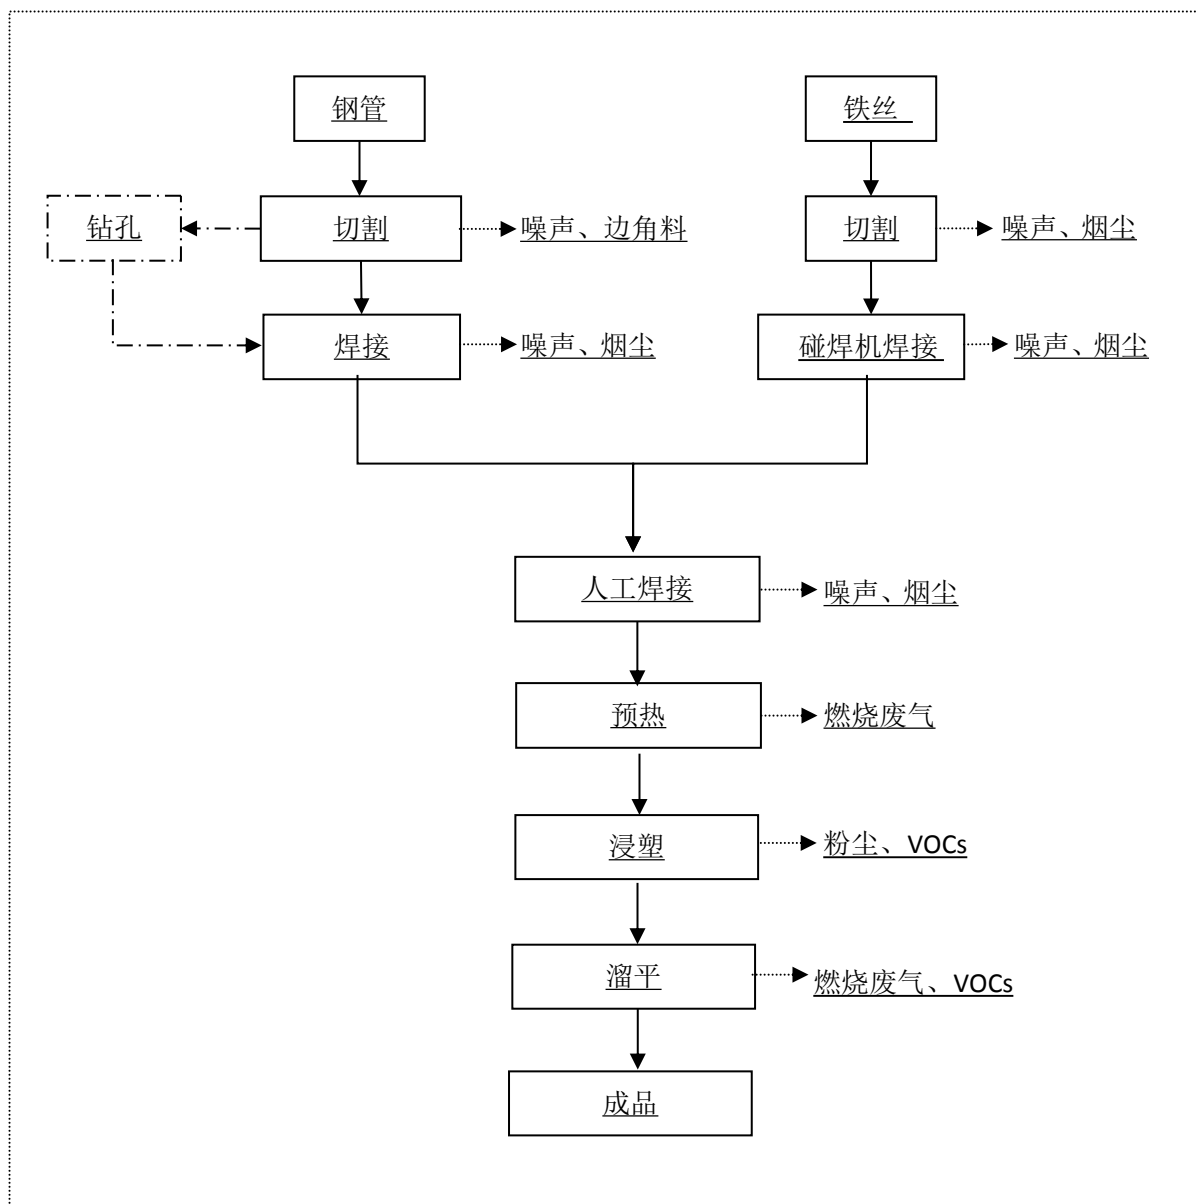 钢管
铁丝
钻孔
切割
噪声、边角料
切割
噪声、烟尘
焊接
噪声、烟尘
碰焊机焊接
噪声、烟尘
人工焊接
噪声、烟尘
预热
燃烧废气
浸塑
粉尘、VOCs
溜平
燃烧废气、VOCs
成品